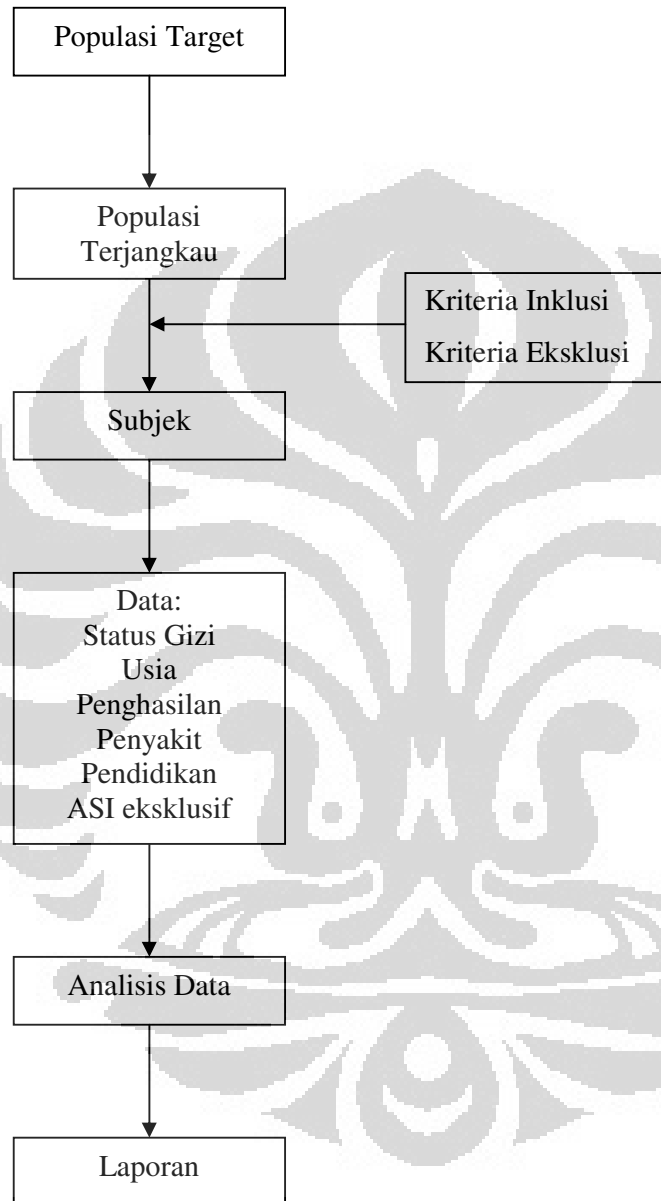 Populasi Target
Populasi
Terjangkau
Kriteria Inklusi
Kriteria Eksklusi
Subjek
Data:
Status Gizi
Usia
Penghasilan
Penyakit
Pendidikan
ASI eksklusif
Analisis Data
Laporan